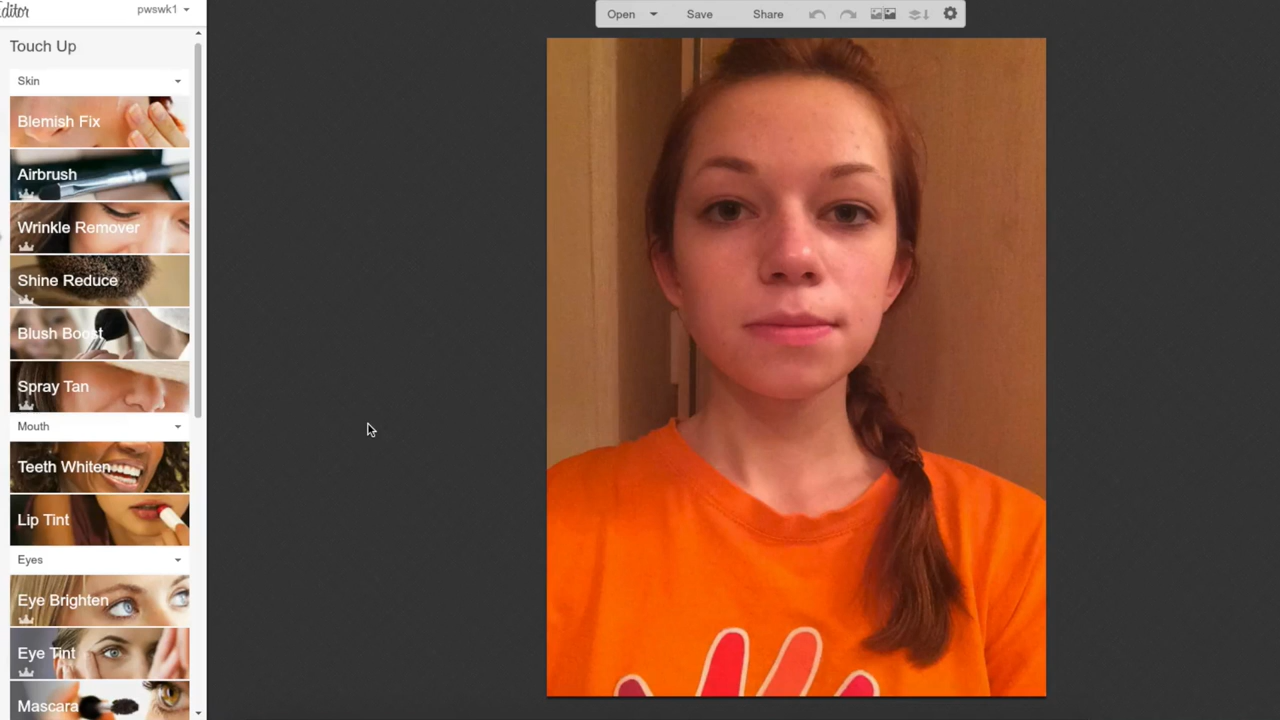 Editor
pwswk1
Open
Save
Share
Touch Up
Skin
Blemish Fix
Airbrush
Wrinkle Remover
Shine Reduce
Blush Boost
Spray Tan
Mouth
Teeth Whiten
Lip Tint
Eyes
Eye Brighten
Eye Tint
Mascara